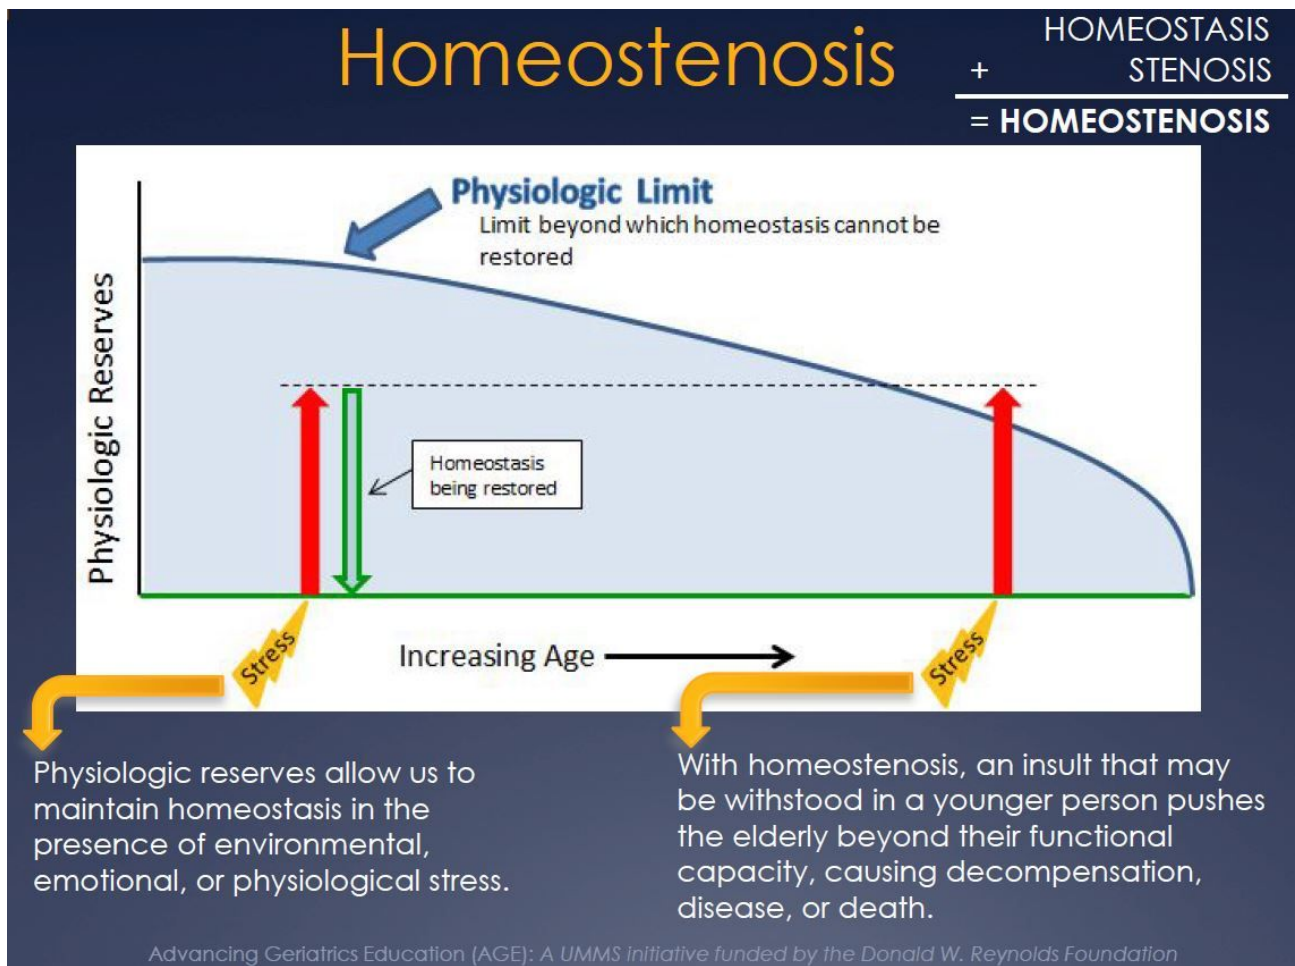 Homeostenosis
HOMEOSTASIS
+ STENOSIS
= HOMEOSTENOSIS
Physiologic Limit
Limit beyond which homeostasis cannot be
restored
Physiologic Reserves
Homeostasis
being restored
Stress
Increasing Age
Stress
Physiologic reserves allow us to
maintain homeostasis in the
presence of environmental,
emotional, or physiological stress.
With homeostenosis, an insult that may
be withstood in a younger person pushes
the elderly beyond their functional
capacity, causing decompensation,
disease, or death.
Advancing Geriatrics Education (AGE): A UMMS initiative funded by the Donald W. Reynolds Foundation